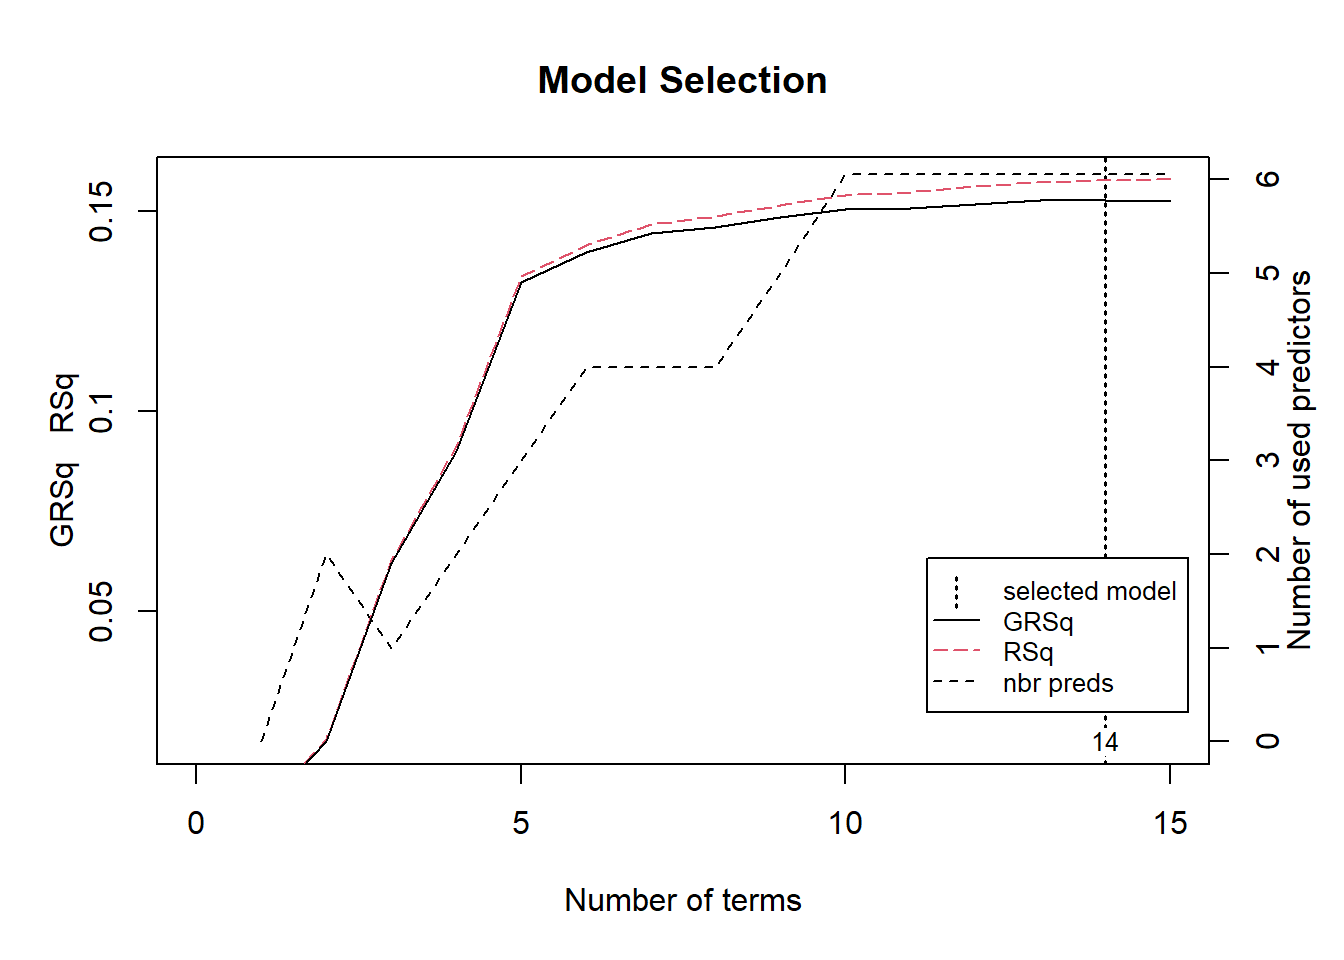 Model Selection
GRSq RSq
0.15
0.1
0.05
6
5
4
3
2
1
0
Number of used predictors
selected model
GRSq
RSq
nbr preds
14
0
5
10
15
Number of terms